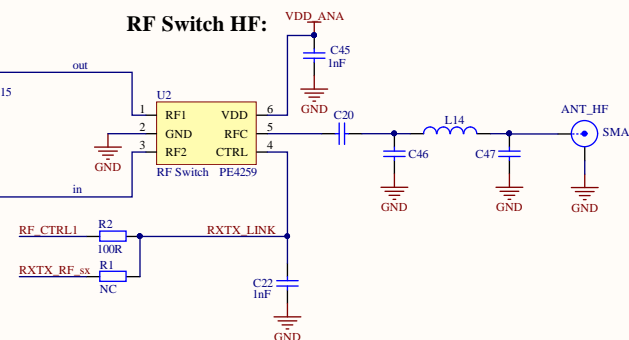 RF Switch HF:
VDD_ANA
C45
1nF
GND
out
15
U2
1 RF1 VDD 6
2 GND RFC 5
3 RF2 CTRL 4
RF Switch PE4259
GND
in
C20
L14
ANT_HF
SMA
C46
C47
GND
GND
GND
RF_CTRL1
R2
100R
RXTX_LINK
RXTX_RF_sx
R1
NC
C22
1nF
GND